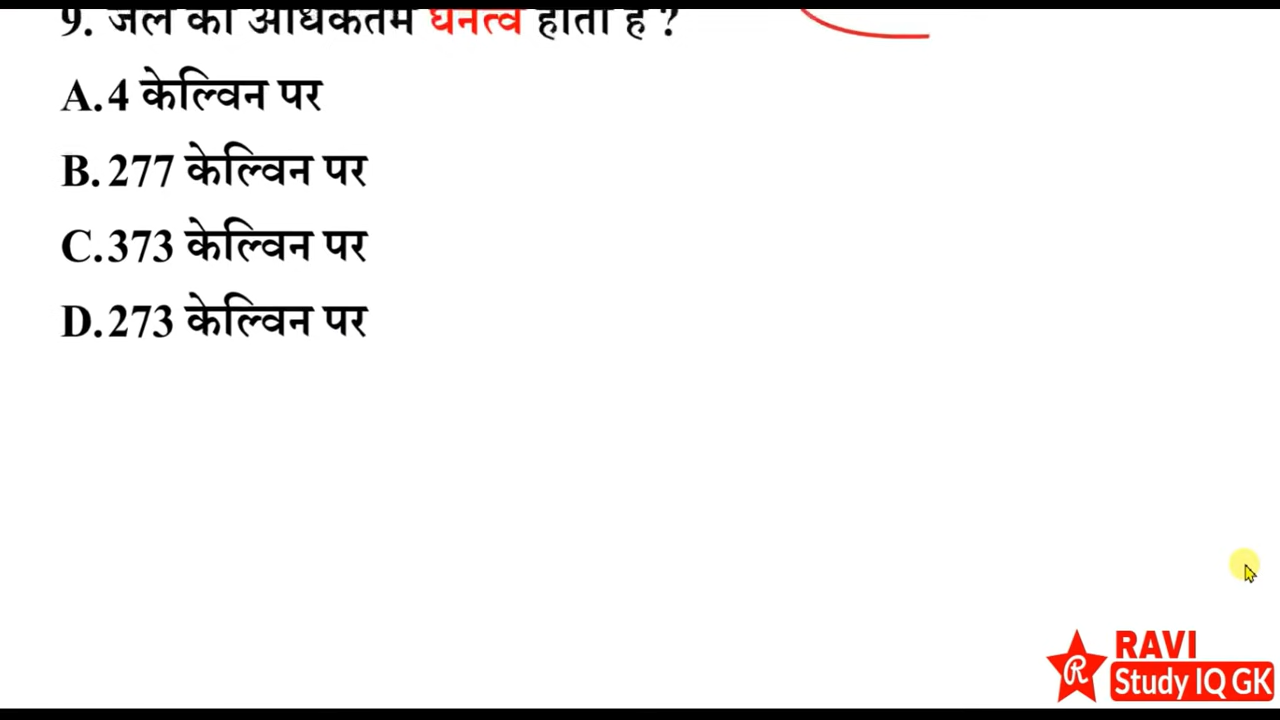 9. जल का अधिकतम घनत्व होता है ?
A.4 केल्विन पर
B.277 केल्विन पर
C.373 केल्विन पर
D.273 केल्विन पर
RAVI
Study IQ GK